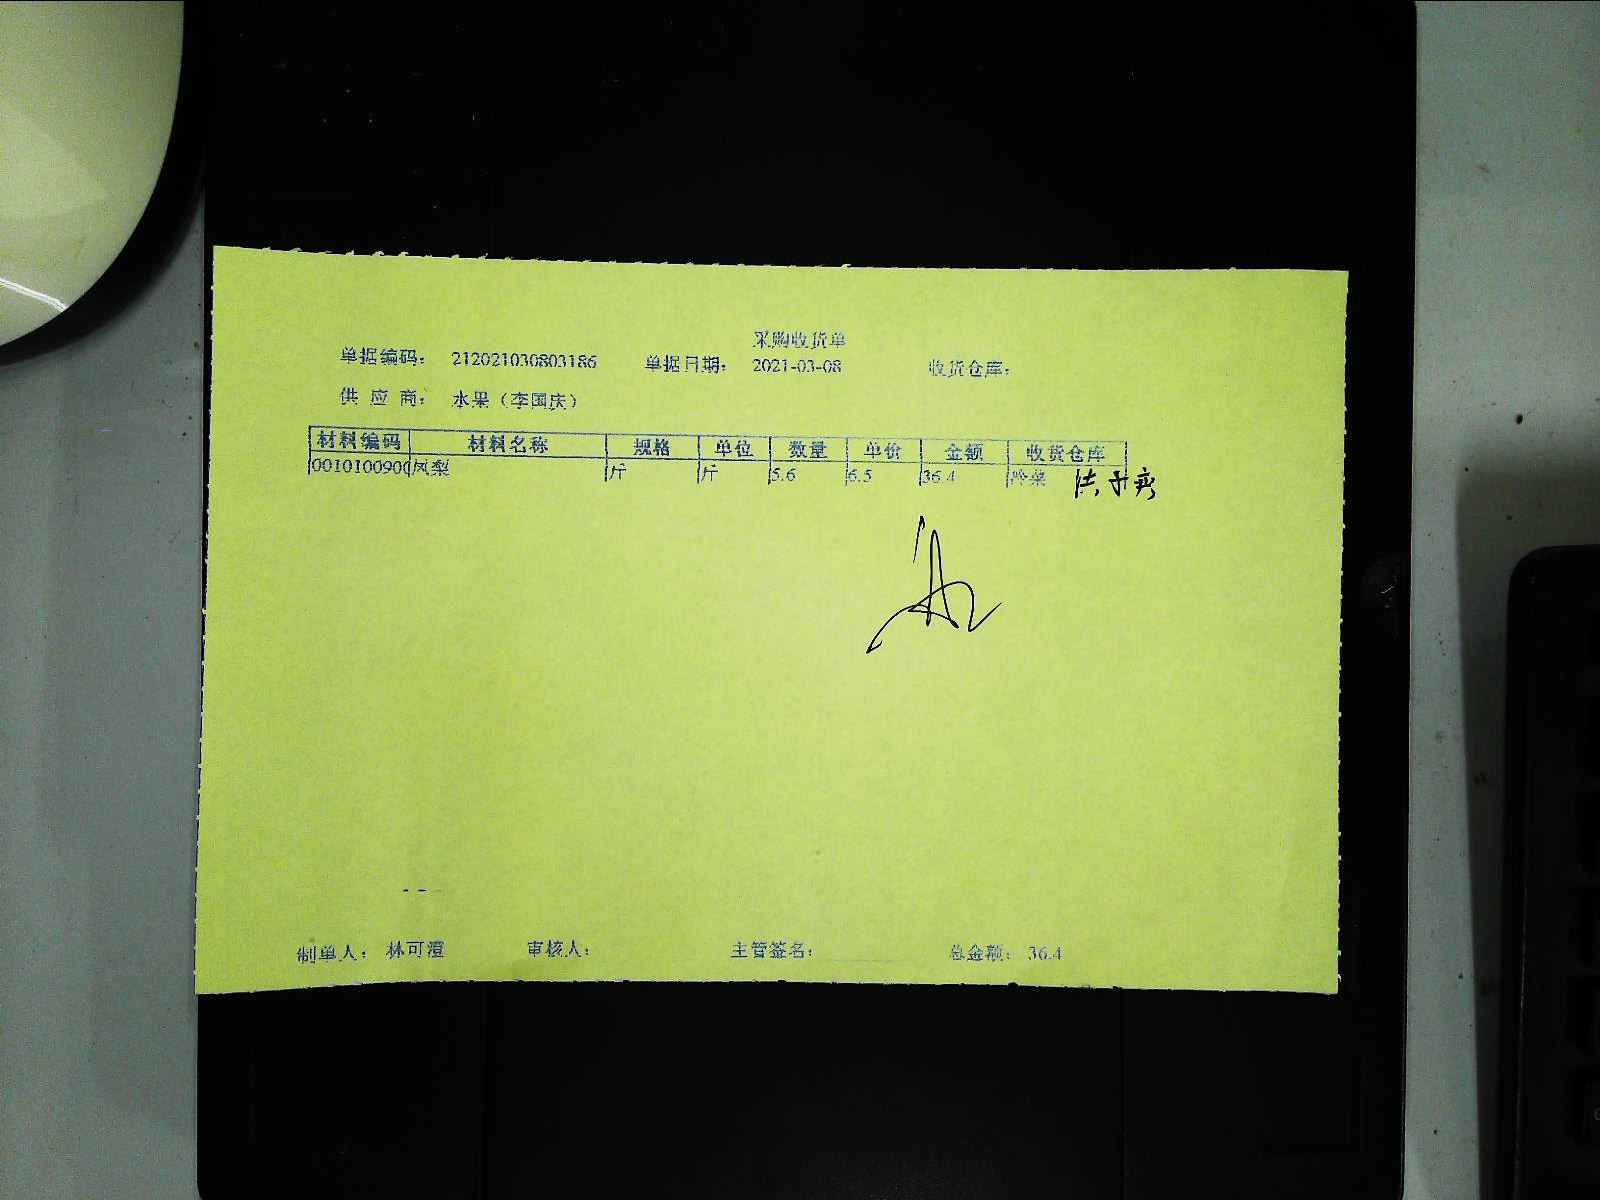 采购收货单
单据编码： 212021030803186 单据日期： 2021-03-08 收货仓库：
供 应 商： 水果（李国庆）
材料编码 材料名称 规格 单位 数量 单价 金额 收货仓库
0010100900 凤梨 斤 斤 5.6 6.5 36.4 冷菜
制单人： 林可澄 审核人： 主管签名： 总金额： 36.4